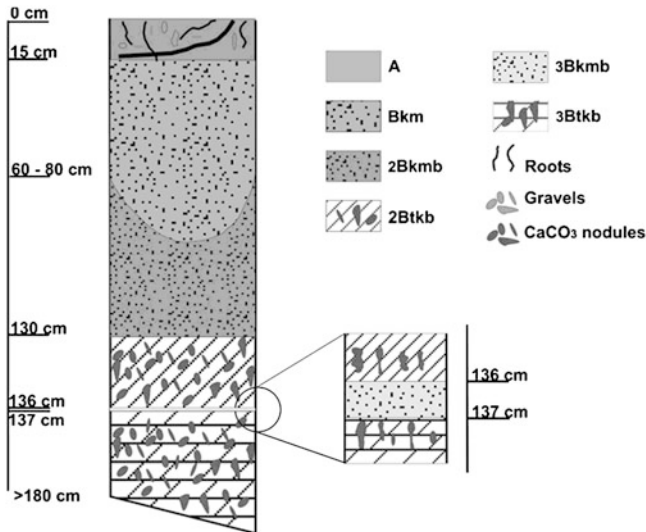 0 cm
15 cm
60 - 80 cm
130 cm
136 cm
137 cm
>180 cm
A
Bkm
2Bkmb
2Btkb
3Bkmb
3Btkb
Roots
Gravels
CaCO₃ nodules
136 cm
137 cm